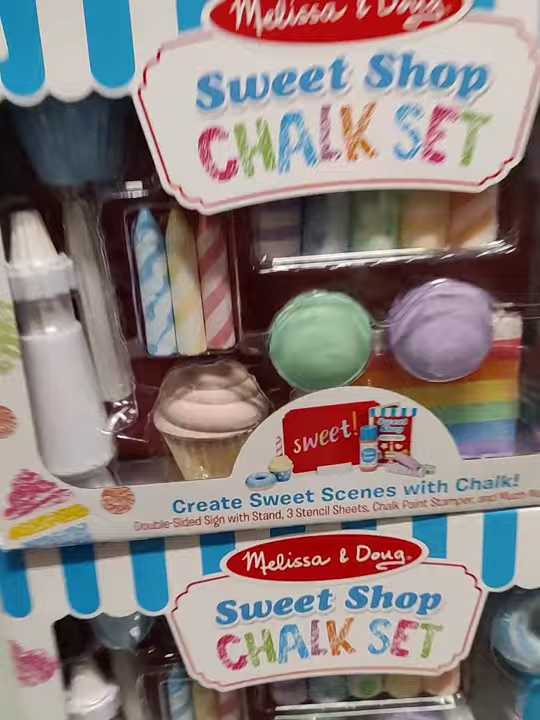 Melissa & Doug
Sweet Shop
CHALK SET
sweet!
Create Sweet Scenes with Chalk!
Double-Sided Sign with Stand, 3 Stencil Sheets, Chalk Paint Stamper, and Much
Melissa & Doug
Sweet Shop
CHALK SET